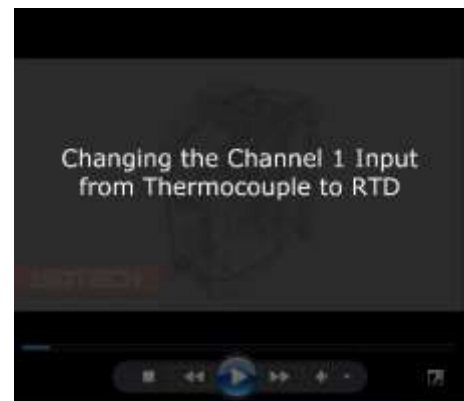 Changing the Channel 1 Input
from Thermocouple to RTD